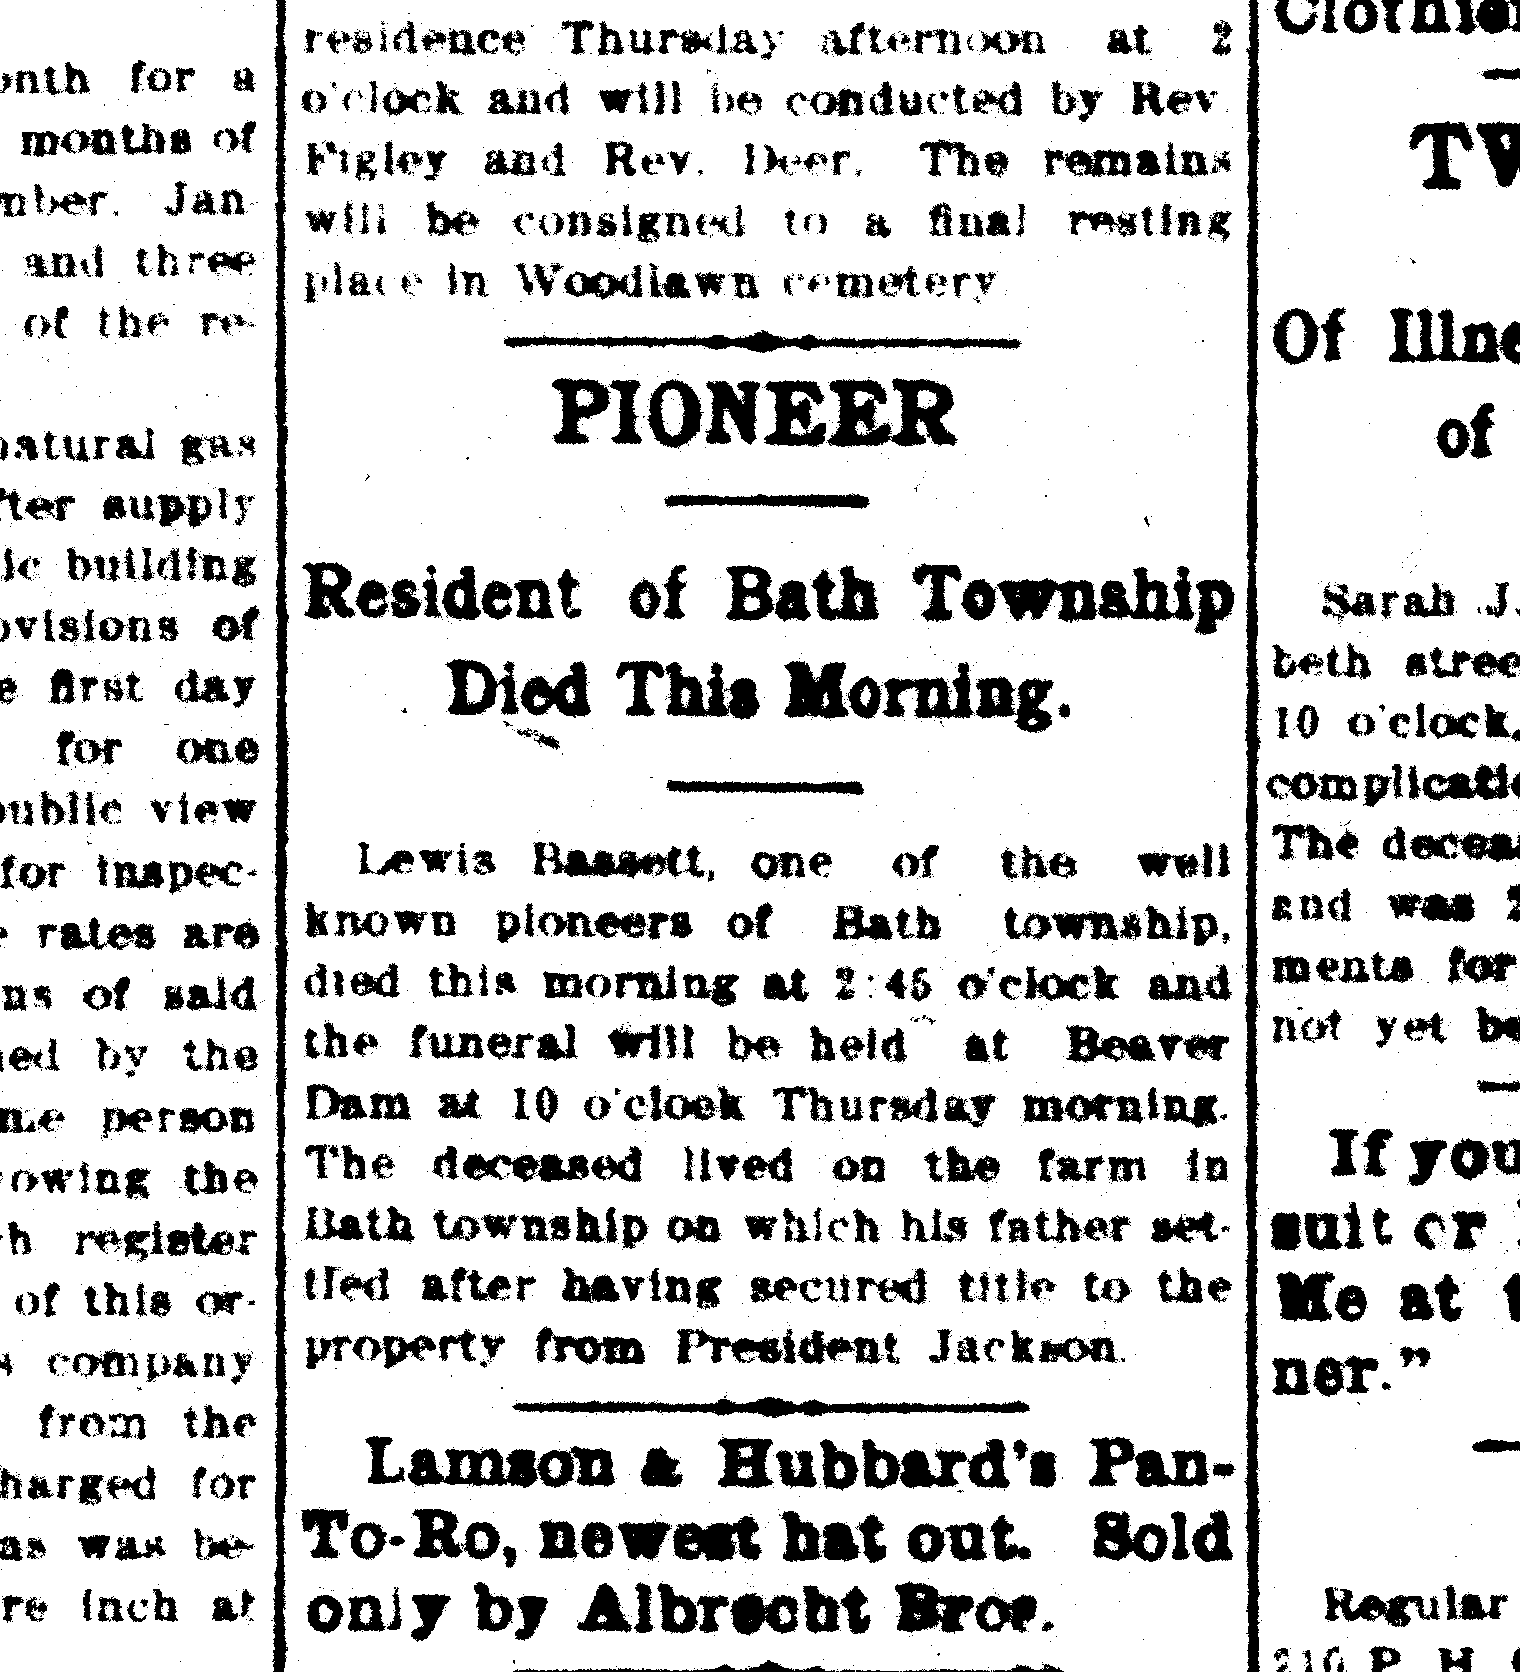 onth for a
months of
mber. Jan-
and three
of the re-
natural gas
fter supply
ic building
ovisions of
e first day
for one
public view
for inspec-
rates are
ns of said
ned by the
me person
rowing the
h register
of this or-
s company
from the
harged for
as was be-
re inch at
residence Thursday afternoon at 2
o'clock and will be conducted by Rev.
Figley and Rev. Deer. The remains
will be consigned to a final resting
place in Woodlawn cemetery
PIONEER
Resident of Bath Township
Died This Morning.
Lewis Bassett, one of the well
known pioneers of Bath township,
died this morning at 2:45 o'clock and
the funeral will be held at Beaver
Dam at 10 o'clock Thursday morning.
The deceased lived on the farm in
Bath township on which his father set-
tled after having secured title to the
property from President Jackson.
Lamson & Hubbard's Pan-
To-Ro, newest hat out. Sold
only by Albrecht Bros.
Clothier
TW
Of Illne
of
Sarah J.
beth stree
10 o'clock,
complicatio
The deceas
and was 2
ments for
not yet be
If you
suit or
Me at t
ner."
Regular
210 P. H.